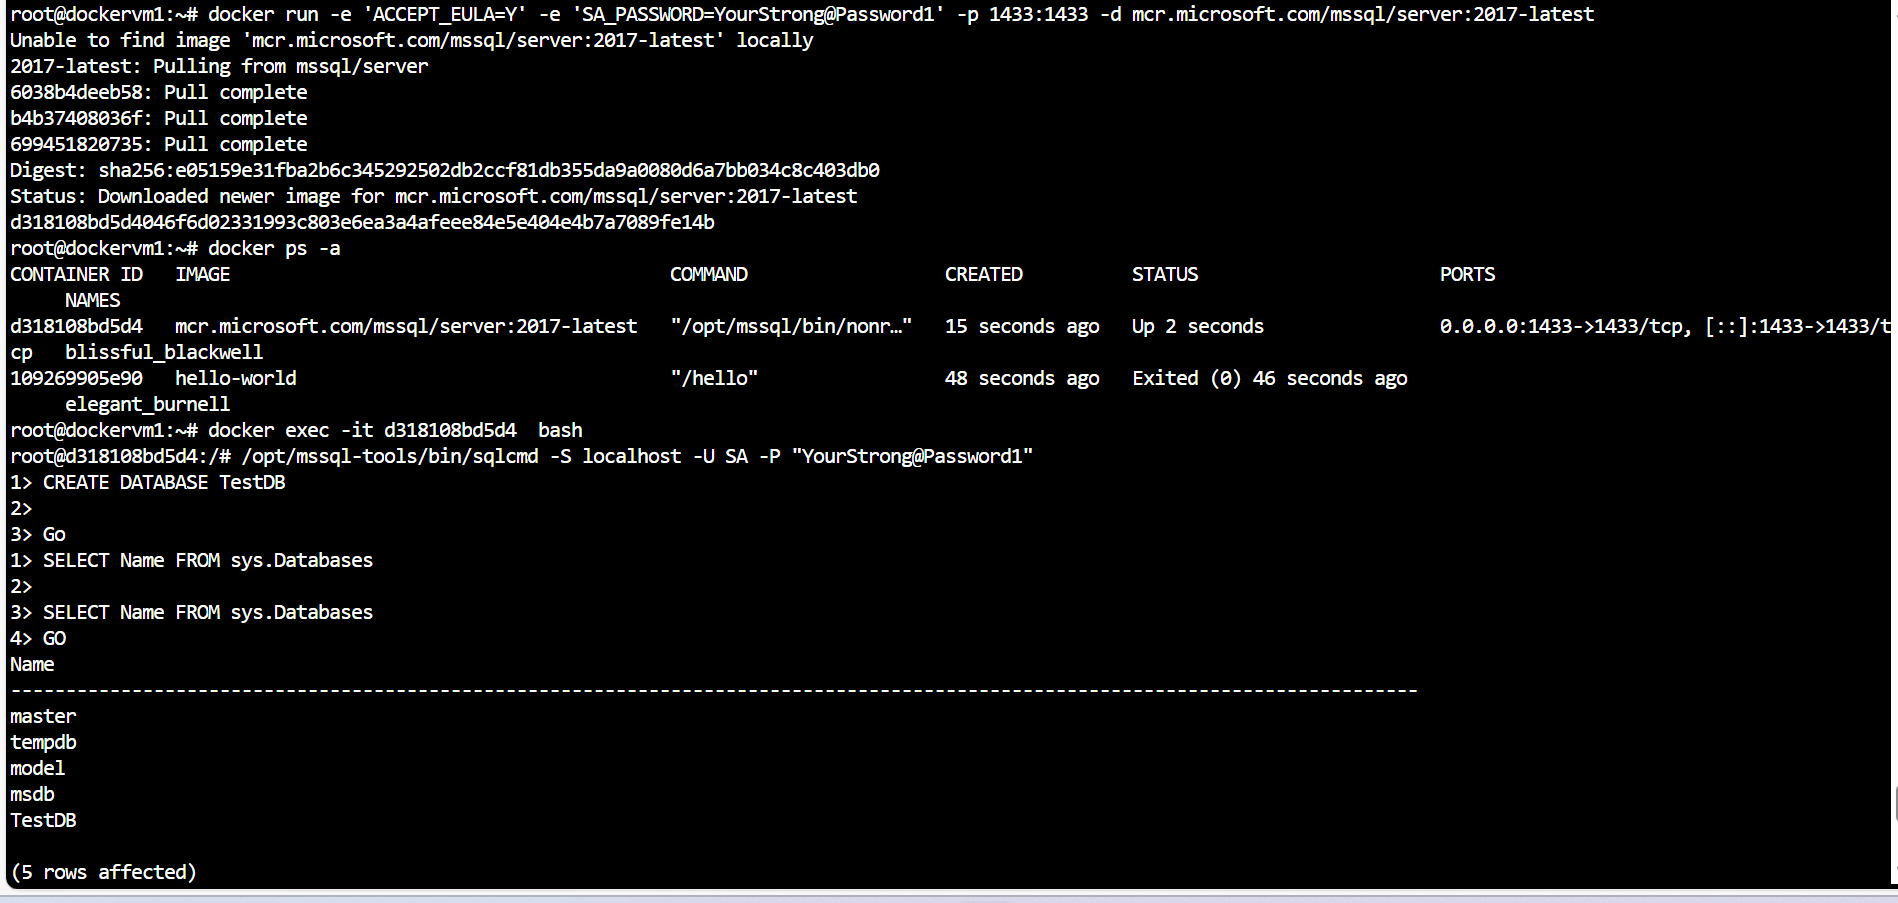 root@dockervm1:~# docker run -e 'ACCEPT_EULA=Y' -e 'SA_PASSWORD=YourStrong@Password1' -p 1433:1433 -d mcr.microsoft.com/mssql/server:2017-latest
Unable to find image 'mcr.microsoft.com/mssql/server:2017-latest' locally
2017-latest: Pulling from mssql/server
6038b4deeb58: Pull complete
b4b37408036f: Pull complete
699451820735: Pull complete
Digest: sha256:e05159e31fba2b6c345292502db2ccf81db355da9a0080d6a7bb034c8c403db0
Status: Downloaded newer image for mcr.microsoft.com/mssql/server:2017-latest
d318108bd5d4046f6d02331993c803e6ea3a4afeee84e5e404e4b7a7089fe14b
root@dockervm1:~# docker ps -a
CONTAINER ID   IMAGE                                        COMMAND                  CREATED          STATUS                      PORTS
     NAMES
d318108bd5d4   mcr.microsoft.com/mssql/server:2017-latest   "/opt/mssql/bin/nonr…"   15 seconds ago   Up 2 seconds                0.0.0.0:1433->1433/tcp, [::]:1433->1433/t
cp   blissful_blackwell
109269905e90   hello-world                                  "/hello"                 48 seconds ago   Exited (0) 46 seconds ago
     elegant_burnell
root@dockervm1:~# docker exec -it d318108bd5d4  bash
root@d318108bd5d4:/# /opt/mssql-tools/bin/sqlcmd -S localhost -U SA -P "YourStrong@Password1"
1> CREATE DATABASE TestDB
2>
3> Go
1> SELECT Name FROM sys.Databases
2>
3> SELECT Name FROM sys.Databases
4> GO
Name
--------------------------------------------------------------------------------------------------------------------------------
master
tempdb
model
msdb
TestDB
(5 rows affected)